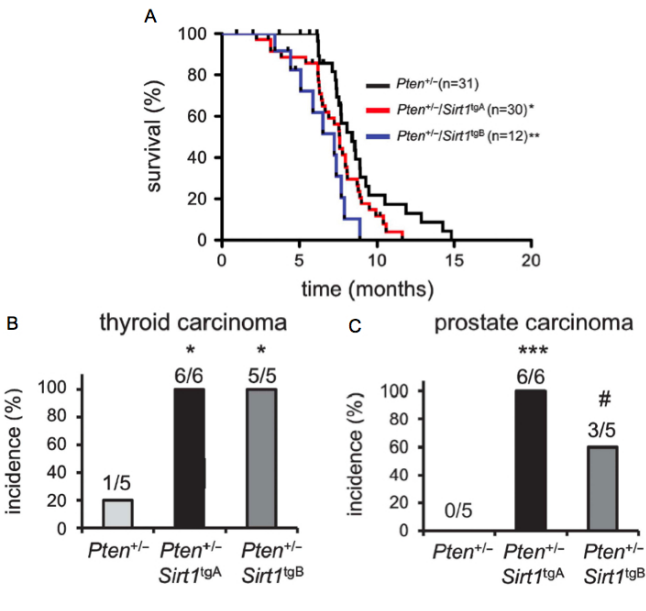 A
survival (%)
100
80
60
40
20
0
Pten+/− (n=31)
Pten+/−/Sirt1tgA (n=30)*
Pten+/−/Sirt1tgB (n=12)**
0 5 10 15 20
time (months)
B
thyroid carcinoma
incidence (%)
100
80
60
40
20
0
1/5
*
6/6
*
5/5
Pten+/−
Pten+/−
Sirt1tgA
Pten+/−
Sirt1tgB
C
prostate carcinoma
incidence (%)
100
80
60
40
20
0
0/5
***
6/6
#
3/5
Pten+/−
Pten+/−
Sirt1tgA
Pten+/−
Sirt1tgB